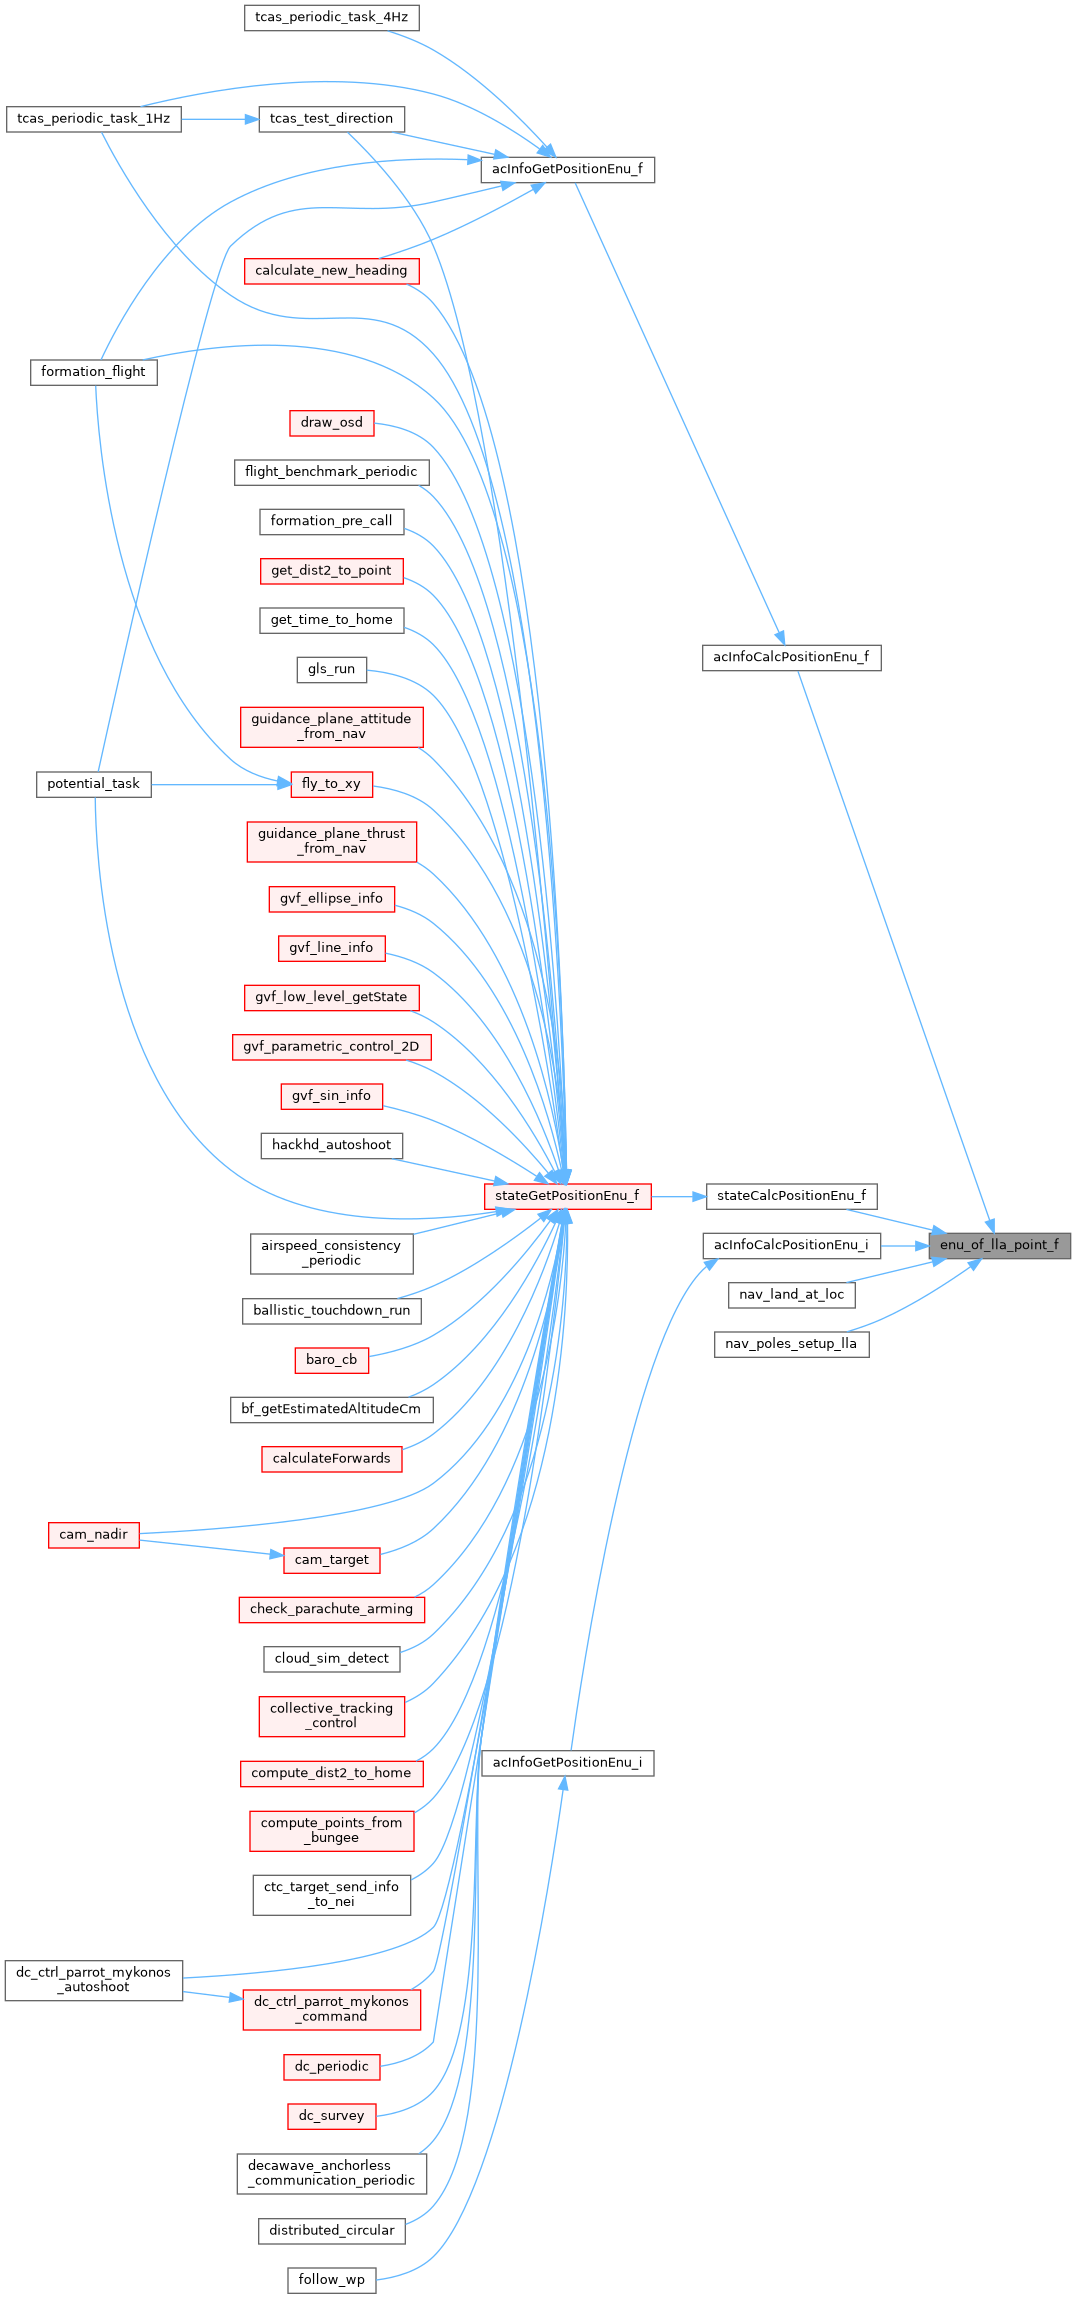 tcas_periodic_task_4Hz
tcas_periodic_task_1Hz
tcas_test_direction
acInfoGetPositionEnu_f
calculate_new_heading
formation_flight
draw_osd
flight_benchmark_periodic
formation_pre_call
get_dist2_to_point
get_time_to_home
acInfoCalcPositionEnu_f
gls_run
guidance_plane_attitude
_from_nav
potential_task
fly_to_xy
guidance_plane_thrust
_from_nav
gvf_ellipse_info
gvf_line_info
gvf_low_level_getState
gvf_parametric_control_2D
gvf_sin_info
hackhd_autoshoot
stateGetPositionEnu_f
stateCalcPositionEnu_f
airspeed_consistency
_periodic
acInfoCalcPositionEnu_i
enu_of_lla_point_f
nav_land_at_loc
ballistic_touchdown_run
nav_poles_setup_lla
baro_cb
bf_getEstimatedAltitudeCm
calculateForwards
cam_nadir
cam_target
check_parachute_arming
cloud_sim_detect
collective_tracking
_control
acInfoGetPositionEnu_i
compute_dist2_to_home
compute_points_from
_bungee
ctc_target_send_info
_to_nei
dc_ctrl_parrot_mykonos
_autoshoot
dc_ctrl_parrot_mykonos
_command
dc_periodic
dc_survey
decawave_anchorless
_communication_periodic
distributed_circular
follow_wp